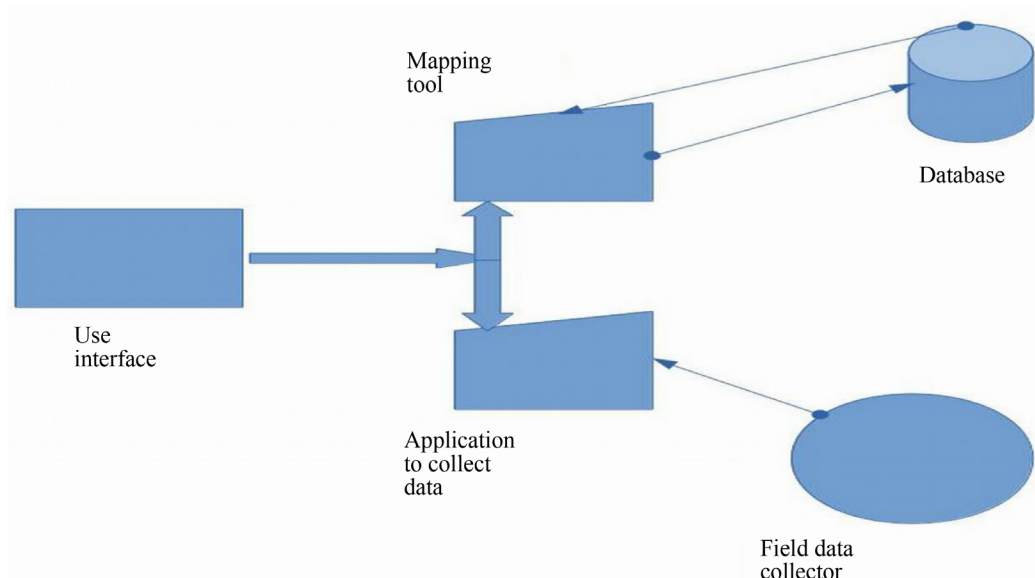 Mapping
tool
Database
Use
interface
Application
to collect
data
Field data
collector